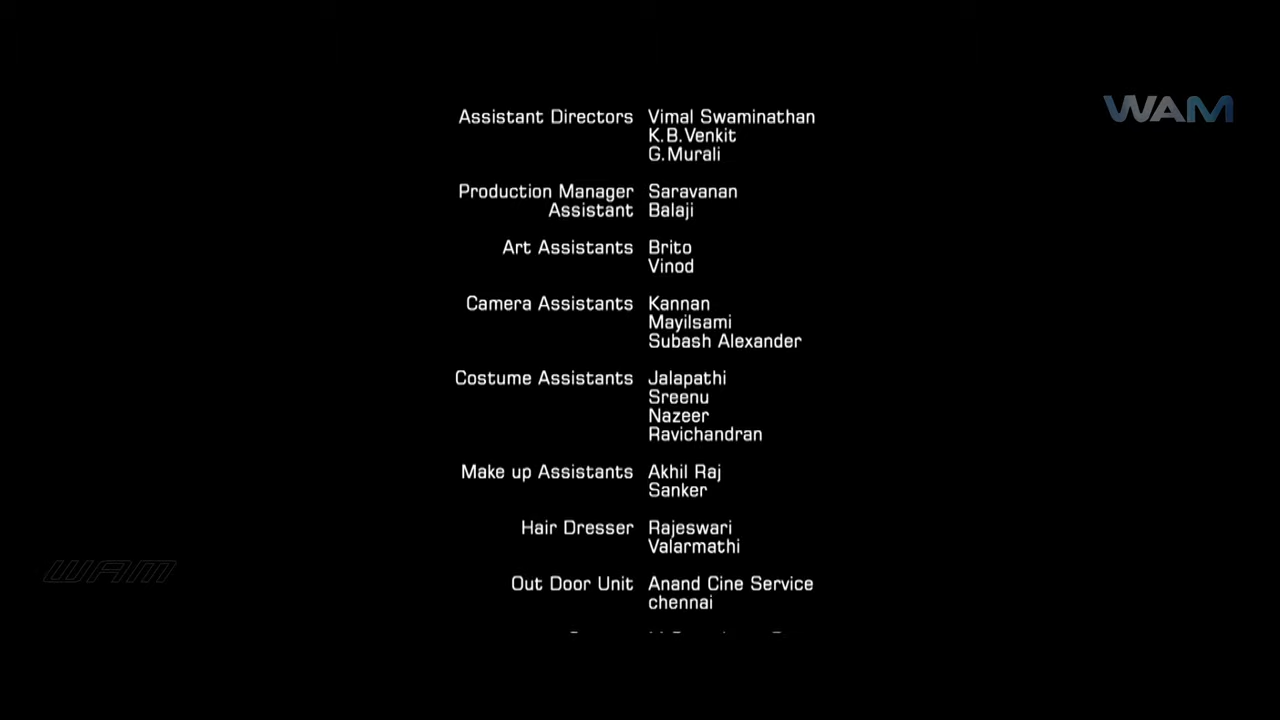 WAM
Assistant Directors Vimal Swaminathan
K.B.Venkit
G.Murali
Production Manager Saravanan
Assistant Balaji
Art Assistants Brito
Vinod
Camera Assistants Kannan
Mayilsami
Subash Alexander
Costume Assistants Jalapathi
Sreenu
Nazeer
Ravichandran
Make up Assistants Akhil Raj
Sanker
Hair Dresser Rajeswari
Valarmathi
WAM
Out Door Unit Anand Cine Service
chennai